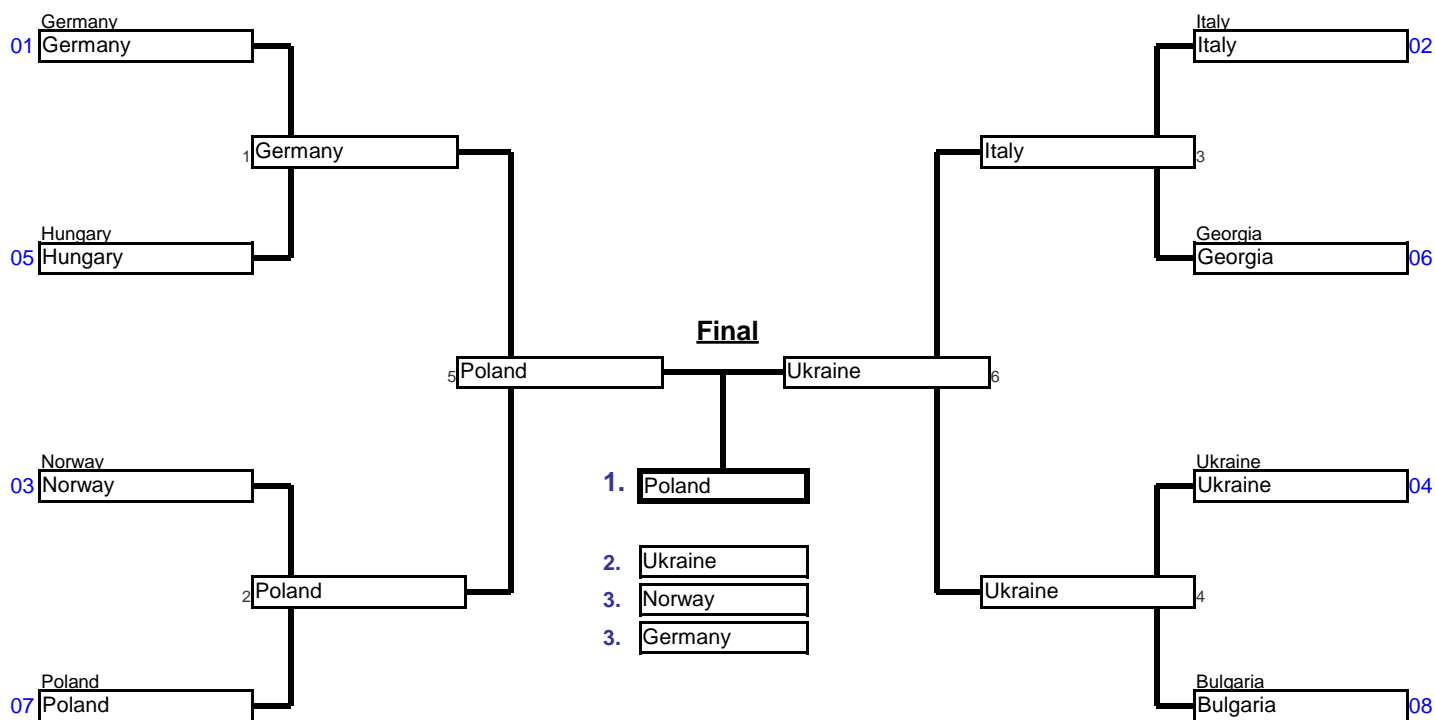 Germany
01 Germany
1 Germany
Hungary
05 Hungary
5 Poland
Norway
03 Norway
2 Poland
Poland
07 Poland
Final
1. Poland
2. Ukraine
3. Norway
3. Germany
Italy
Italy 02
Italy 3
Georgia
Georgia 06
Ukraine 6
Ukraine
Ukraine 04
Ukraine 4
Bulgaria
Bulgaria 08